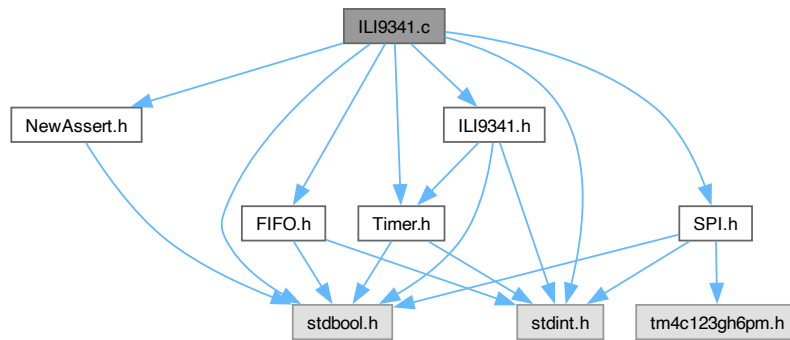 ILI9341.c
NewAssert.h
ILI9341.h
FIFO.h
Timer.h
SPI.h
stdbool.h
stdint.h
tm4c123gh6pm.h